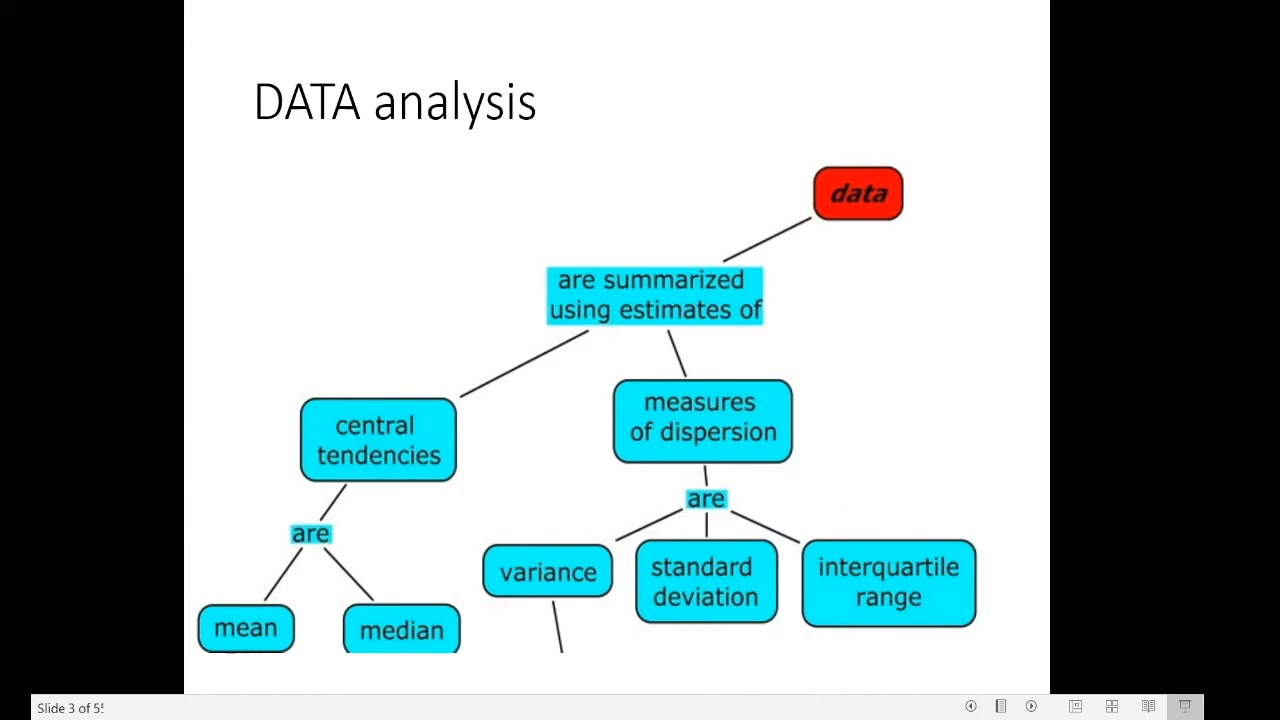 DATA analysis
data
are summarized
using estimates of
central
tendencies
measures
of dispersion
are
are
variance
standard
deviation
interquartile
range
mean
median
Slide 3 of 5